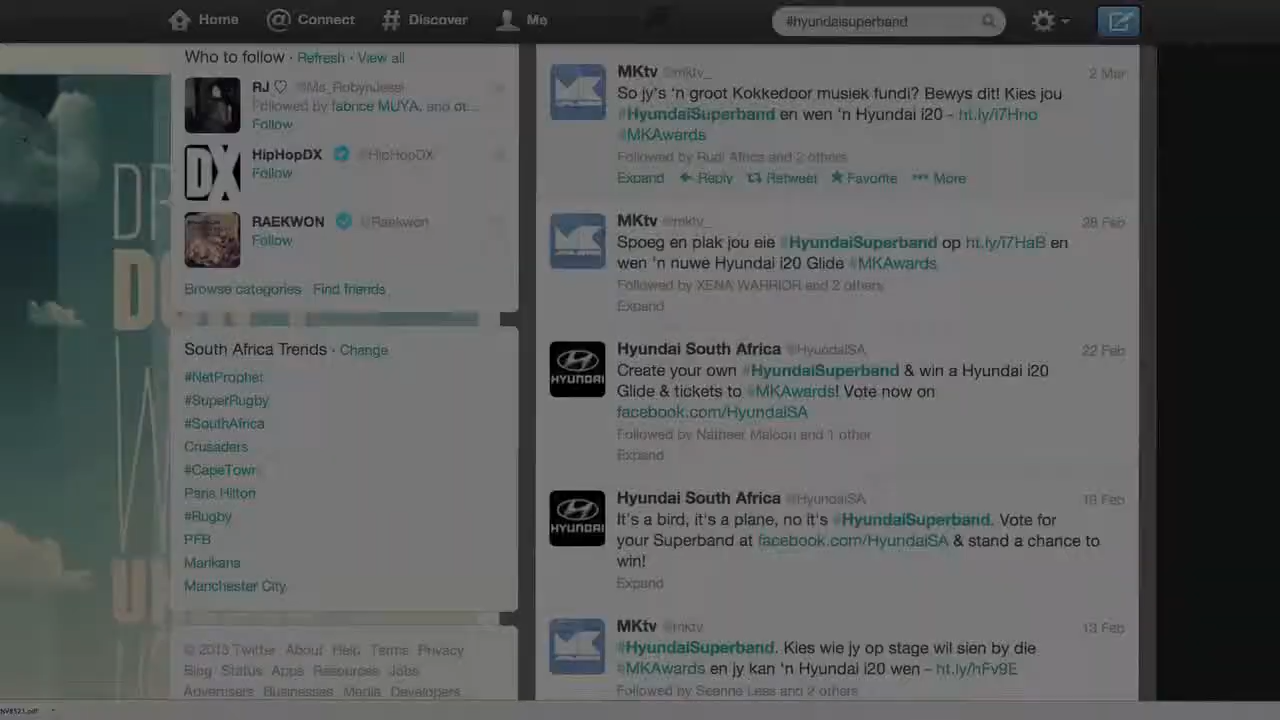 Home
Connect
Discover
Me
#hyundaisuperband
Who to follow · Refresh · View all
RJ ♡ @Ms_RobynJessi
Followed by fabrice MUYA. and ot...
Follow
HipHopDX @HipHopDX
Follow
RAEKWON @Raekwon
Follow
Browse categories Find friends
South Africa Trends · Change
#NetProphet
#SuperRugby
#SouthAfrica
Crusaders
#CapeTown
Paris Hilton
#Rugby
PFB
Marikana
Manchester City
© 2013 Twitter About Help Terms Privacy
Blog Status Apps Resources Jobs
Advertisers Businesses Media Developers
MKtv @mktv_ 2 Mar
So jy's 'n groot Kokkedoor musiek fundi? Bewys dit! Kies jou
#HyundaiSuperband en wen 'n Hyundai i20 - ht.ly/i7Hno
#MKAwards
Followed by Rudi Africa and 2 others
Expand Reply Retweet Favorite More
MKtv @mktv_ 28 Feb
Spoeg en plak jou eie #HyundaiSuperband op ht.ly/i7HaB en
wen 'n nuwe Hyundai i20 Glide #MKAwards
Followed by XENA WARRIOR and 2 others
Expand
Hyundai South Africa @HyundaiSA 22 Feb
Create your own #HyundaiSuperband & win a Hyundai i20
Glide & tickets to #MKAwards! Vote now on
facebook.com/HyundaiSA
Followed by Natheer Maloon and 1 other
Expand
HYUNDAI
Hyundai South Africa @HyundaiSA Feb
It's a bird, it's a plane, no it's #HyundaiSuperband. Vote for
your Superband at facebook.com/HyundaiSA & stand a chance to
win!
Expand
HYUNDAI
MKtv @mktv_ 13 Feb
#HyundaiSuperband. Kies wie jy op stage wil sien by die
#MKAwards en jy kan 'n Hyundai i20 wen - ht.ly/hFv9E
Followed by and 2 others
DX